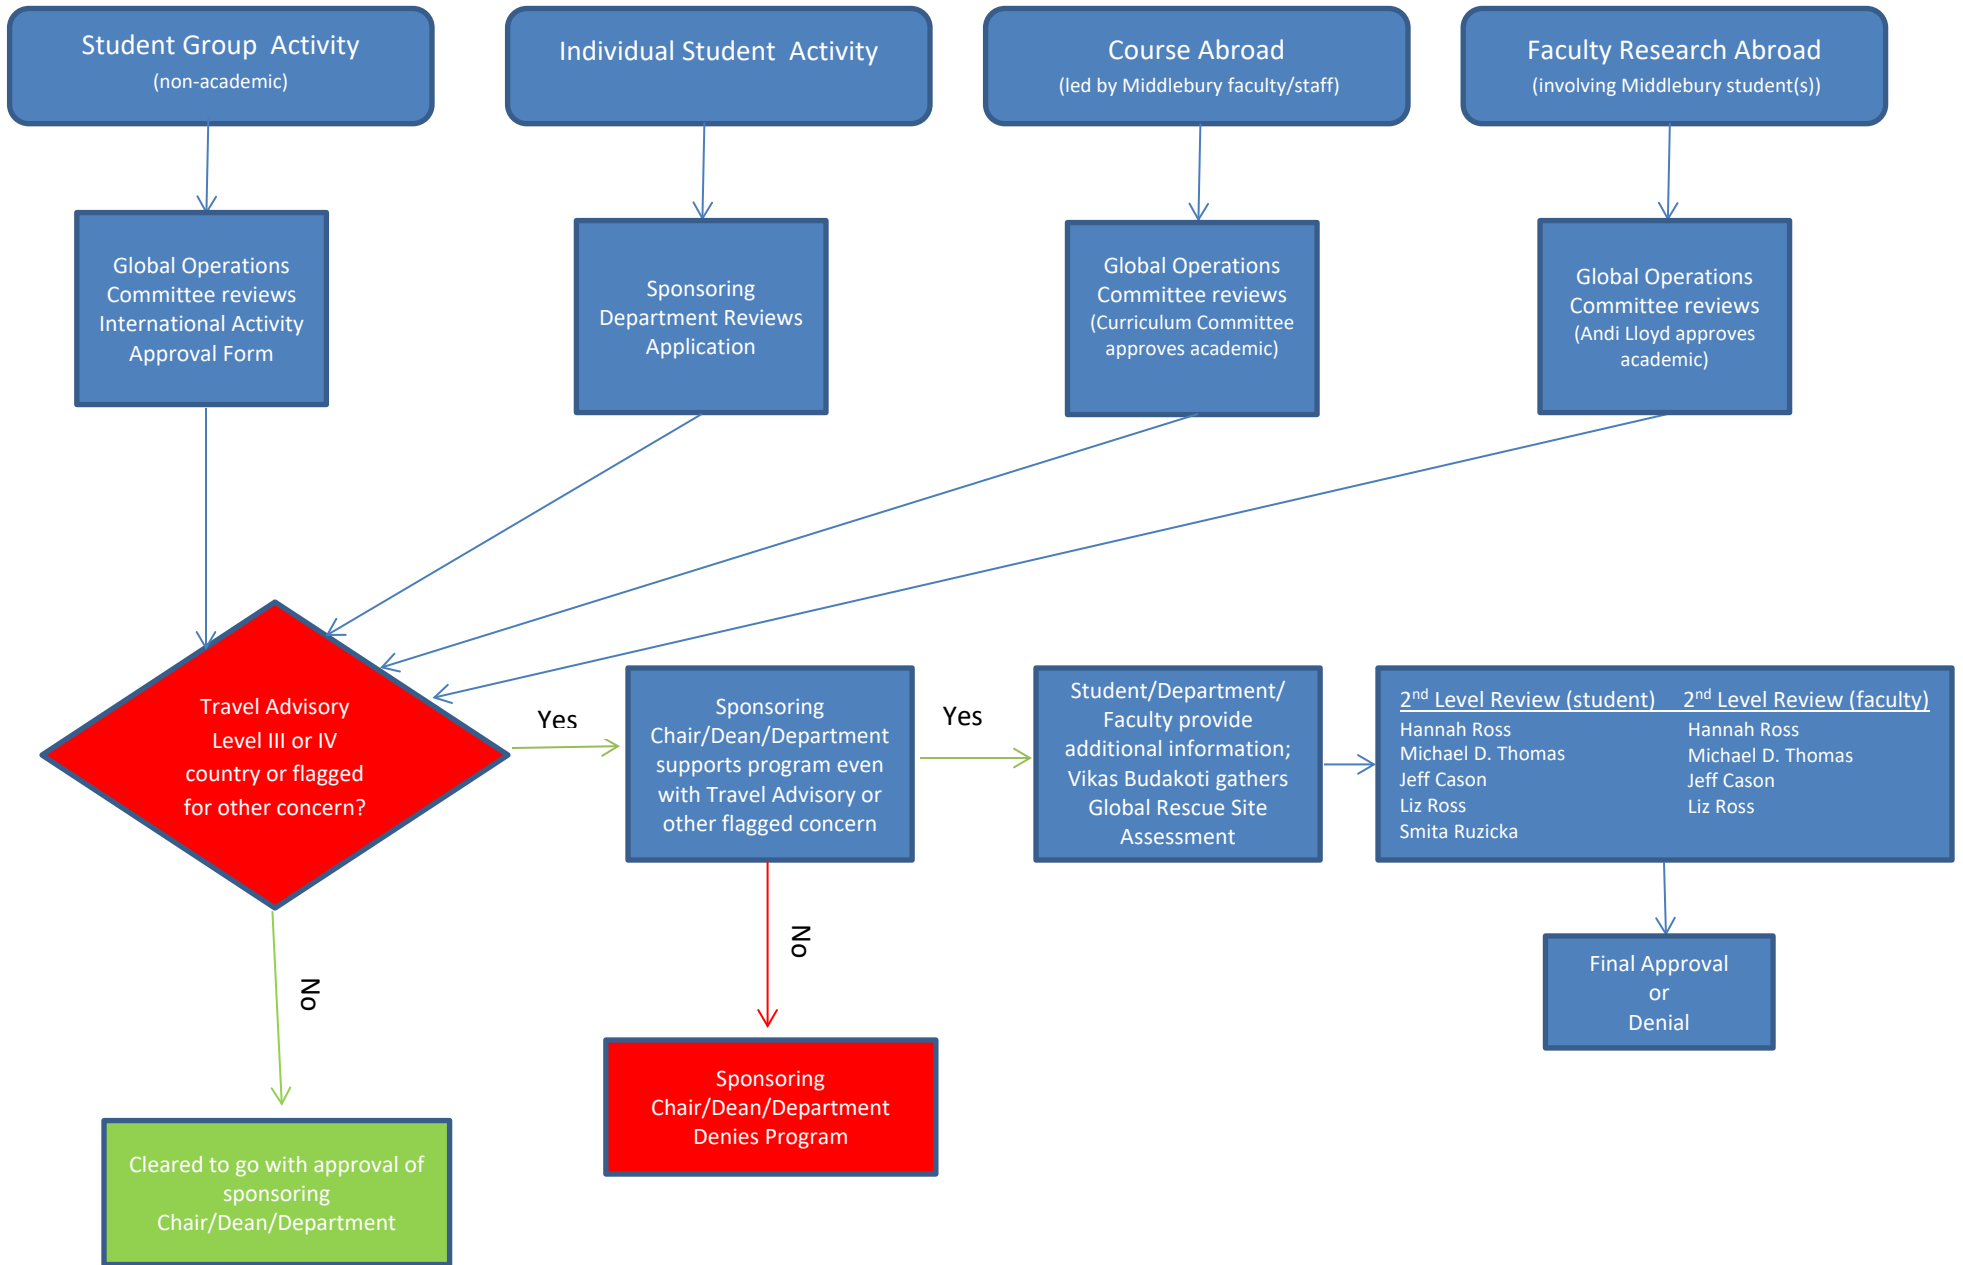 Student Group Activity
(non-academic)
Individual Student Activity
Course Abroad
(led by Middlebury faculty/staff)
Faculty Research Abroad
(involving Middlebury student(s))
Global Operations
Committee reviews
International Activity
Approval Form
Sponsoring
Department Reviews
Application
Global Operations
Committee reviews
(Curriculum Committee
approves academic)
Global Operations
Committee reviews
(Andi Lloyd approves
academic)
Travel Advisory
Level III or IV
country or flagged
for other concern?
Yes
Sponsoring
Chair/Dean/Department
supports program even
with Travel Advisory or
other flagged concern
Yes
Student/Department/
Faculty provide
additional information;
Vikas Budakoti gathers
Global Rescue Site
Assessment
2nd Level Review (student)
Hannah Ross
Michael D. Thomas
Jeff Cason
Liz Ross
Smita Ruzicka
2nd Level Review (faculty)
Hannah Ross
Michael D. Thomas
Jeff Cason
Liz Ross
No
No
Final Approval
or
Denial
Sponsoring
Chair/Dean/Department
Denies Program
Cleared to go with approval of
sponsoring
Chair/Dean/Department